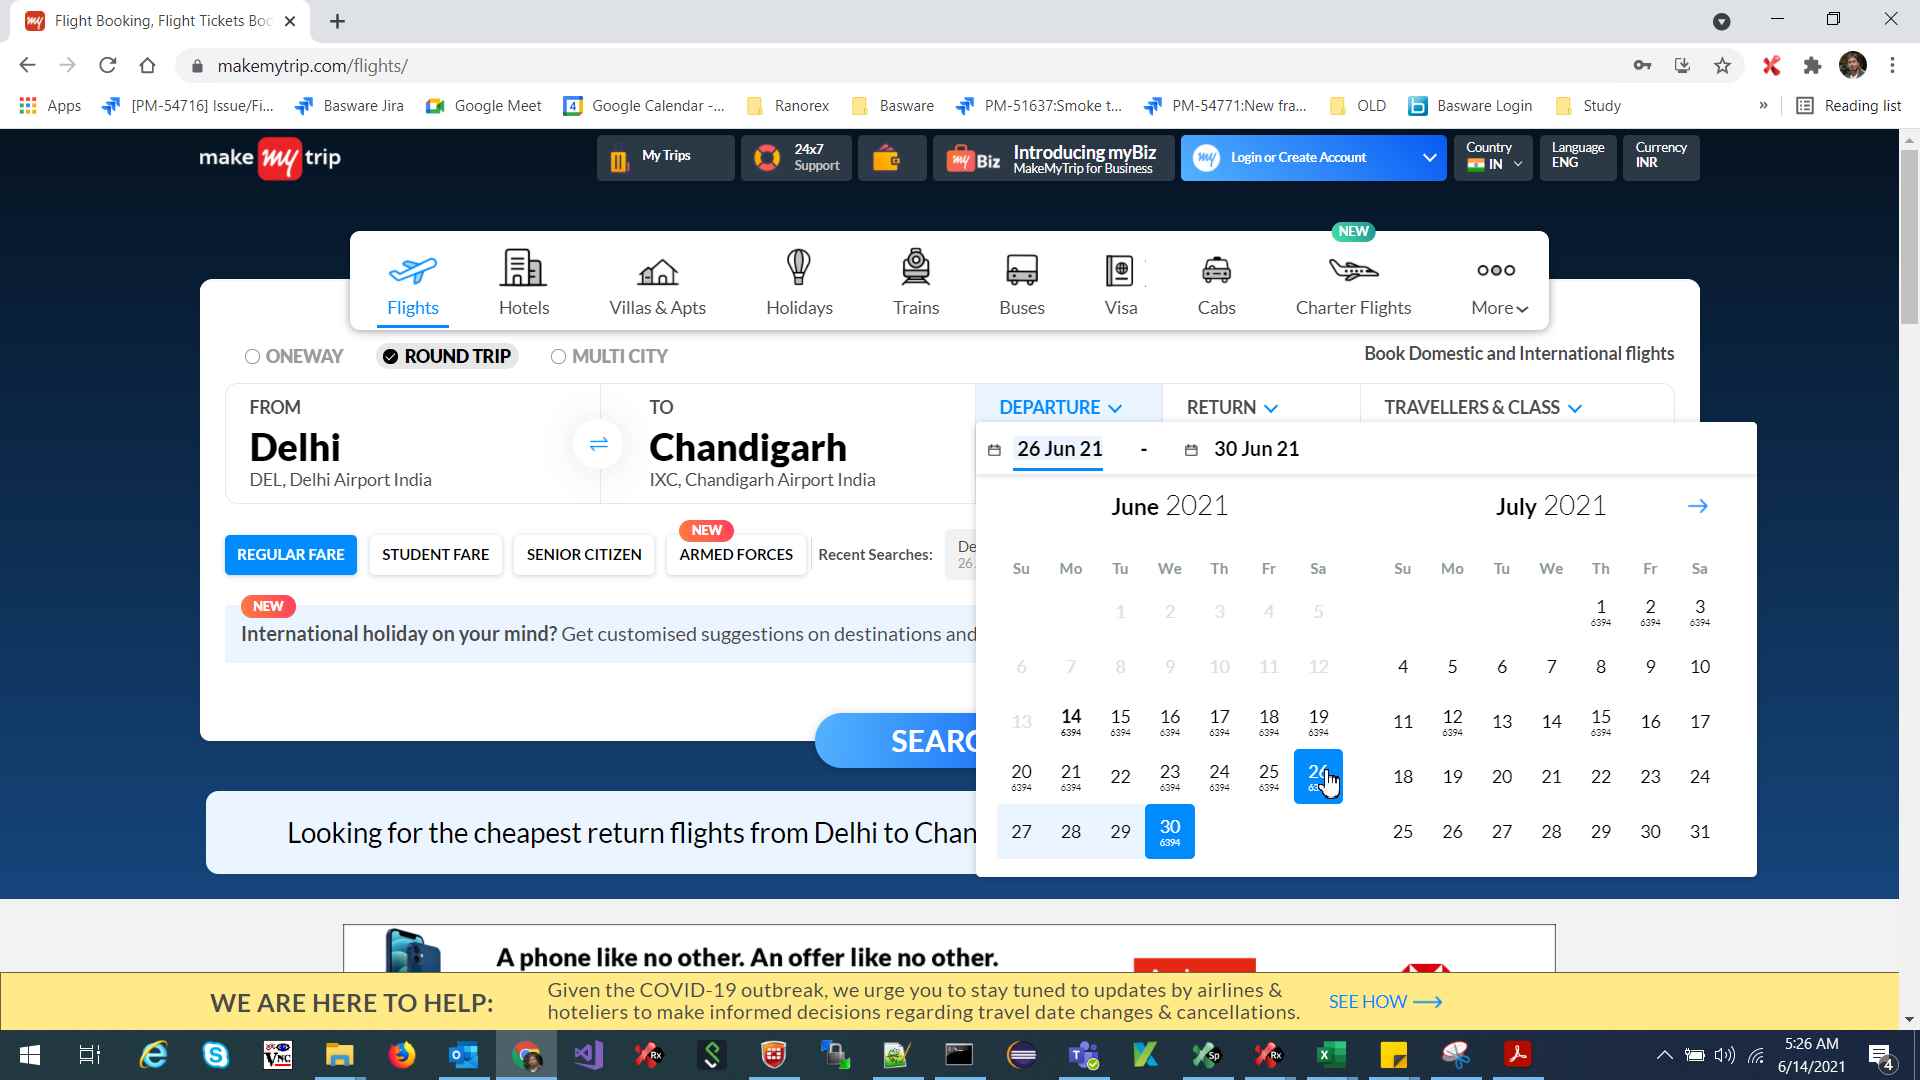 Flight Booking, Flight Tickets Boo
makemytrip.com/flights/
Apps
[PM-54716] Issue/Fi...
Basware Jira
Google Meet
4
Google Calendar -...
Ranorex
Basware
PM-51637:Smoke t...
PM-54771:New fra...
OLD
Basware Login
Study
»
Reading list
make my trip
My Trips
24x7
Support
my Biz
Introducing myBiz
MakeMyTrip for Business
my
Login or Create Account
Country
IN
Language
ENG
Currency
INR
NEW
Flights
Hotels
Villas & Apts
Holidays
Trains
Buses
Visa
Cabs
Charter Flights
More
ONEWAY
ROUND TRIP
MULTI CITY
Book Domestic and International flights
FROM
Delhi
DEL, Delhi Airport India
TO
Chandigarh
IXC, Chandigarh Airport India
DEPARTURE
RETURN
TRAVELLERS & CLASS
26 Jun 21 - 30 Jun 21
June 2021
Su Mo Tu We Th Fr Sa
1 2 3 4 5
6 7 8 9 10 11 12
13 14 15 16 17 18 19
6394 6394 6394 6394 6394 6394
20 21 22 23 24 25 26
6394 6394 6394 6394 6394
27 28 29 30
6394
July 2021
Su Mo Tu We Th Fr Sa
1 2 3
6394 6394 6394
4 5 6 7 8 9 10
11 12 13 14 15 16 17
6394 6394
18 19 20 21 22 23 24
25 26 27 28 29 30 31
REGULAR FARE
STUDENT FARE
SENIOR CITIZEN
NEW
ARMED FORCES
Recent Searches:
De
26
NEW
International holiday on your mind? Get customised suggestions on destinations and
SEARC
Looking for the cheapest return flights from Delhi to Chan
A phone like no other. An offer like no other.
WE ARE HERE TO HELP:
Given the COVID-19 outbreak, we urge you to stay tuned to updates by airlines &
hoteliers to make informed decisions regarding travel date changes & cancellations.
SEE HOW
5:26 AM
6/14/2021
4